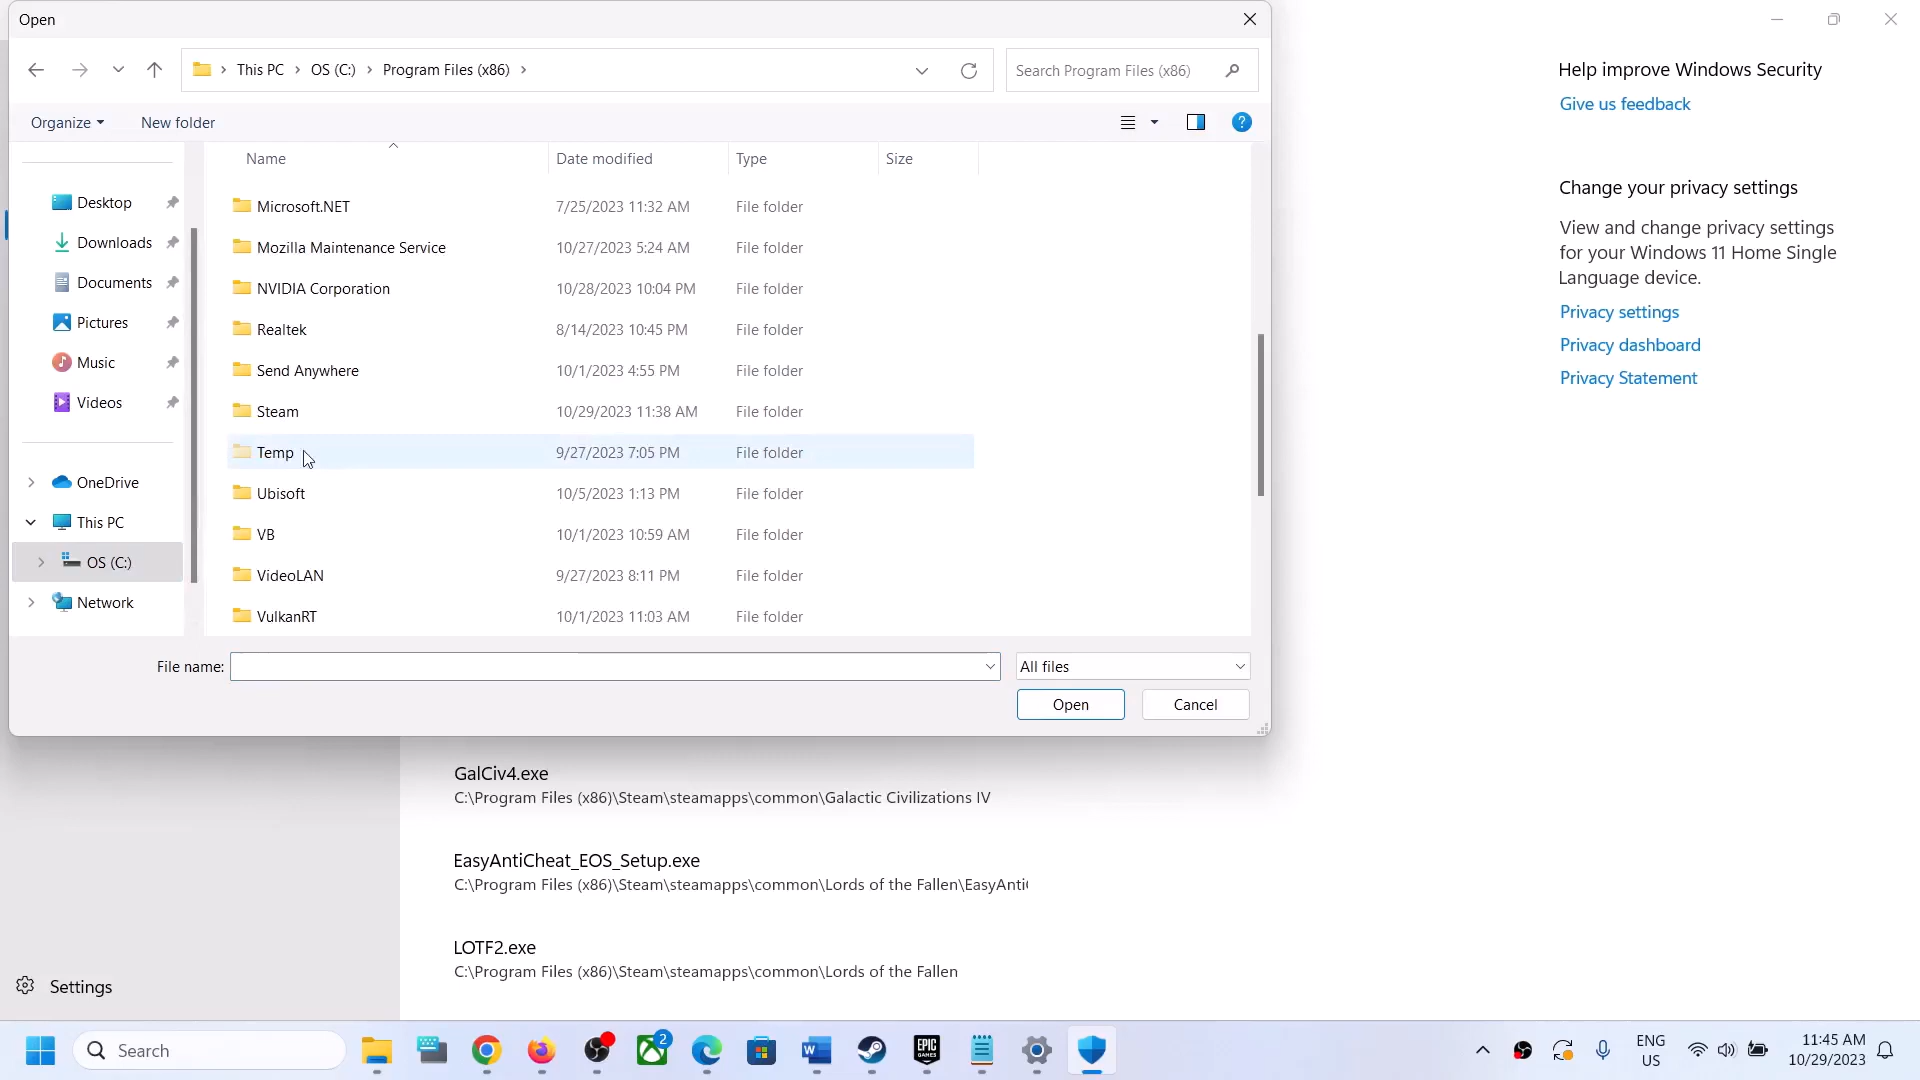 Open
This PC > OS (C:) > Program Files (x86) >
Search Program Files (x86)
Organize
New folder
Name
Date modified
Type
Size
Desktop
Downloads
Documents
Pictures
Music
Videos
OneDrive
This PC
OS (C:)
Network
Microsoft.NET 7/25/2023 11:32 AM File folder
Mozilla Maintenance Service 10/27/2023 5:24 AM File folder
NVIDIA Corporation 10/28/2023 10:04 PM File folder
Realtek 8/14/2023 10:45 PM File folder
Send Anywhere 10/1/2023 4:55 PM File folder
Steam 10/29/2023 11:38 AM File folder
Temp 9/27/2023 7:05 PM File folder
Ubisoft 10/5/2023 1:13 PM File folder
VB 10/1/2023 10:59 AM File folder
VideoLAN 9/27/2023 8:11 PM File folder
VulkanRT 10/1/2023 11:03 AM File folder
File name:
All files
Open
Cancel
Help improve Windows Security
Give us feedback
Change your privacy settings
View and change privacy settings
for your Windows 11 Home Single
Language device.
Privacy settings
Privacy dashboard
Privacy Statement
GalCiv4.exe
C:\Program Files (x86)\Steam\steamapps\common\Galactic Civilizations IV
EasyAntiCheat_EOS_Setup.exe
C:\Program Files (x86)\Steam\steamapps\common\Lords of the Fallen\EasyAnti
LOTF2.exe
C:\Program Files (x86)\Steam\steamapps\common\Lords of the Fallen
Settings
Search
2
EPIC
GAMES
ENG
US
11:45 AM
10/29/2023